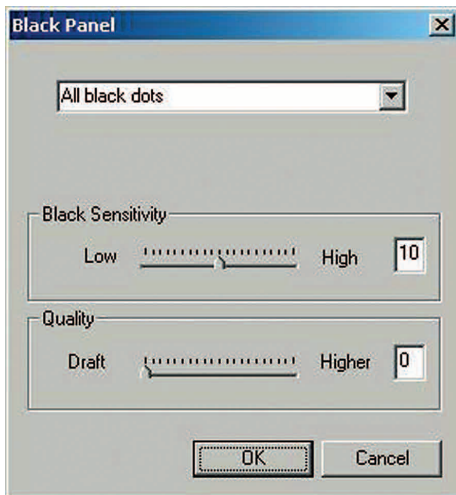 Black Panel
All black dots
Black Sensitivity
Low High 10
Quality
Draft Higher 0
OK Cancel